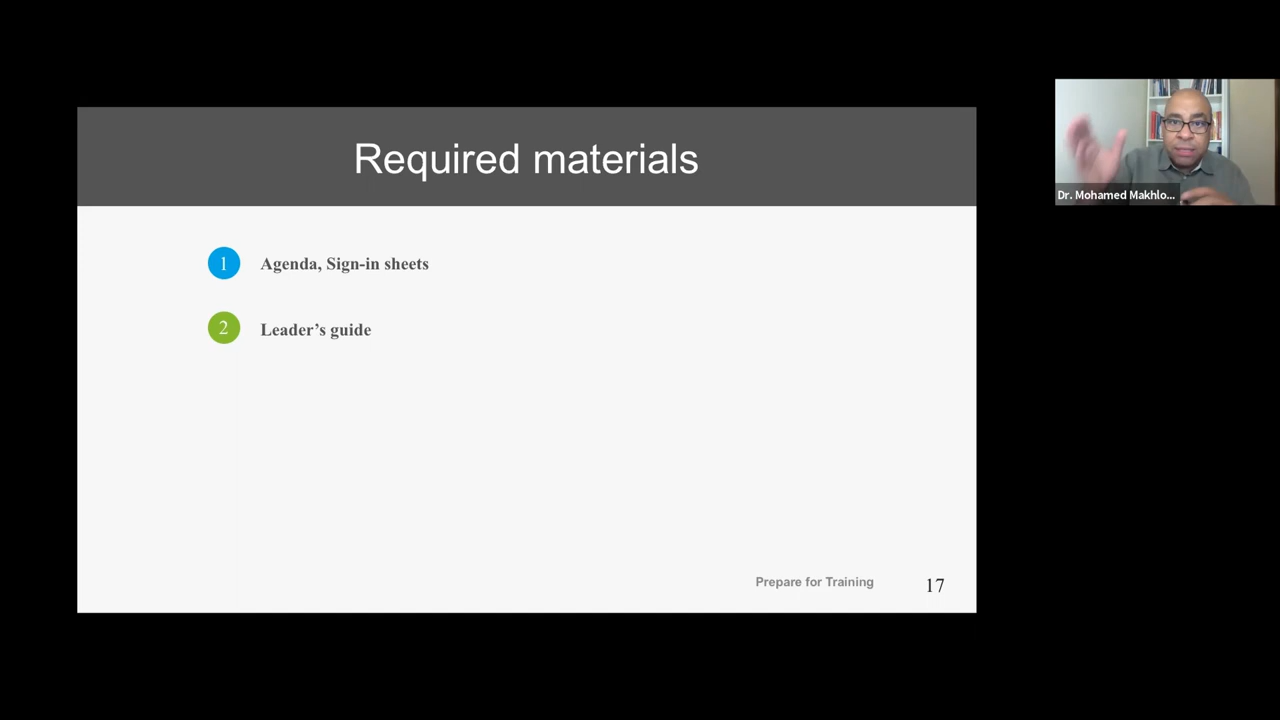 Required materials
1 Agenda, Sign-in sheets
2 Leader’s guide
Prepare for Training 17
Dr. Mohamed Makhlo...